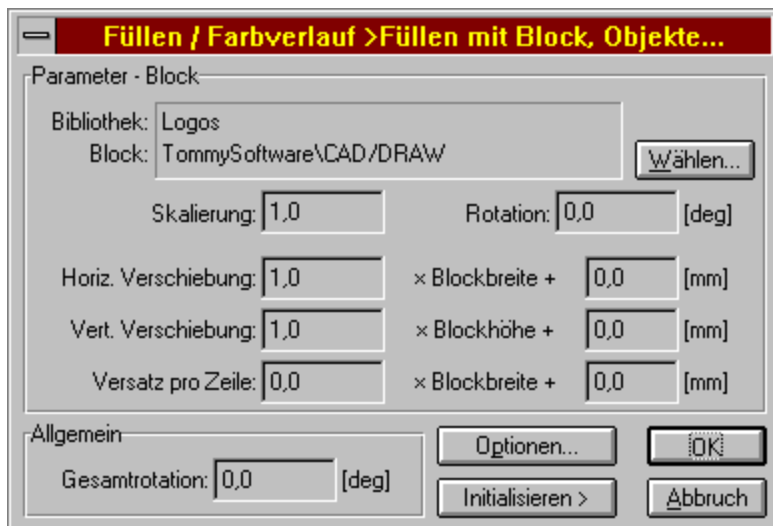 Füllen / Farbverlauf >Füllen mit Block, Objekte...
Parameter - Block
Bibliothek: Logos
Block: TommySoftware\CAD/DRAW
Wählen...
Skalierung: 1,0 Rotation: 0,0 [deg]
Horiz. Verschiebung: 1,0 × Blockbreite + 0,0 [mm]
Vert. Verschiebung: 1,0 × Blockhöhe + 0,0 [mm]
Versatz pro Zeile: 0,0 × Blockbreite + 0,0 [mm]
Allgemein
Gesamtrotation: 0,0 [deg]
Optionen... OK
Initialisieren > Abbruch